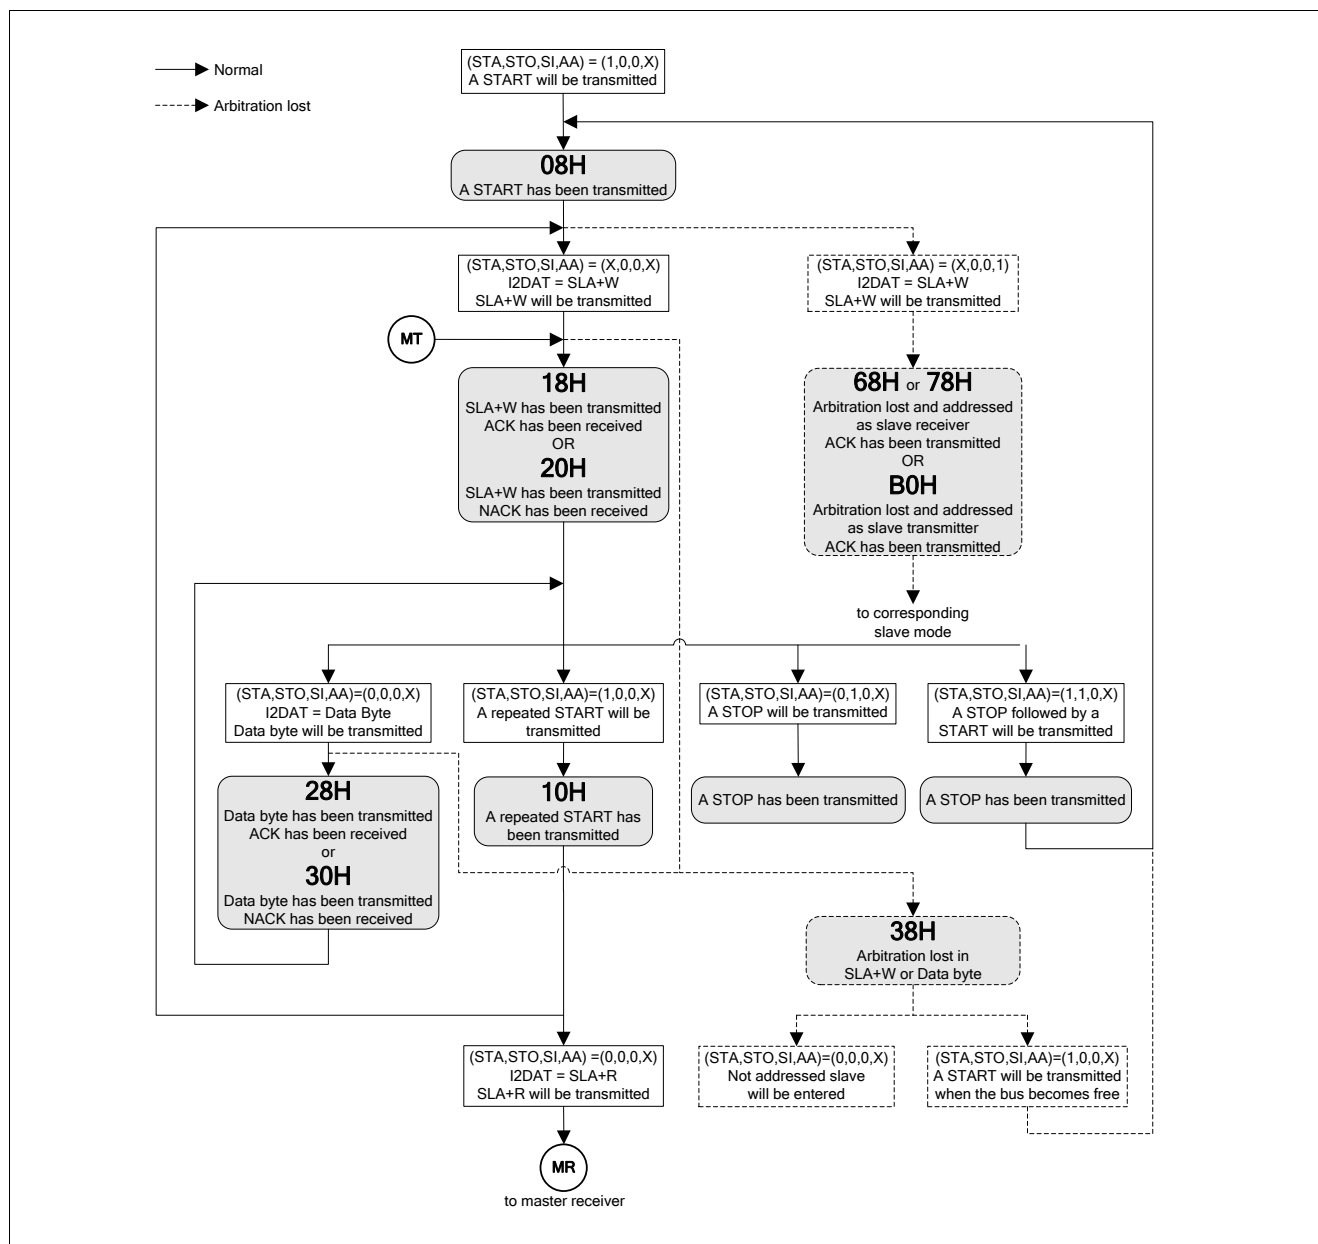 (STA,STO,SI,AA) = (1,0,0,X)
A START will be transmitted
Normal
Arbitration lost
08H
A START has been transmitted
(STA,STO,SI,AA) = (X,0,0,X)
I2DAT = SLA+W
SLA+W will be transmitted
(STA,STO,SI,AA) = (X,0,0,1)
I2DAT = SLA+W
SLA+W will be transmitted
MT
18H
SLA+W has been transmitted
ACK has been received
OR
20H
SLA+W has been transmitted
NACK has been received
68H or 78H
Arbitration lost and addressed
as slave receiver
ACK has been transmitted
OR
B0H
Arbitration lost and addressed
as slave transmitter
ACK has been transmitted
to corresponding
slave mode
(STA,STO,SI,AA)=(0,0,0,X)
I2DAT = Data Byte
Data byte will be transmitted
(STA,STO,SI,AA)=(1,0,0,X)
A repeated START will be
transmitted
(STA,STO,SI,AA)=(0,1,0,X)
A STOP will be transmitted
(STA,STO,SI,AA)=(1,1,0,X)
A STOP followed by a
START will be transmitted
28H
Data byte has been transmitted
ACK has been received
or
30H
Data byte has been transmitted
NACK has been received
10H
A repeated START has
been transmitted
A STOP has been transmitted
A STOP has been transmitted
38H
Arbitration lost in
SLA+W or Data byte
(STA,STO,SI,AA) =(0,0,0,X)
I2DAT = SLA+R
SLA+R will be transmitted
(STA,STO,SI,AA)=(0,0,0,X)
Not addressed slave
will be entered
(STA,STO,SI,AA)=(1,0,0,X)
A START will be transmitted
when the bus becomes free
MR
to master receiver